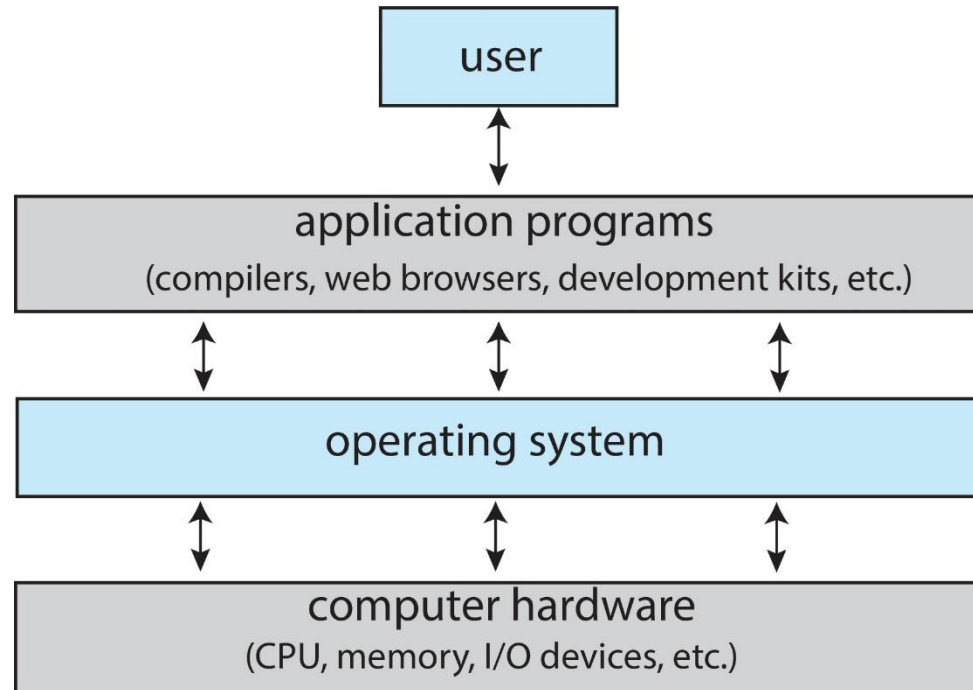 user
application programs
(compilers, web browsers, development kits, etc.)
operating system
computer hardware
(CPU, memory, I/O devices, etc.)